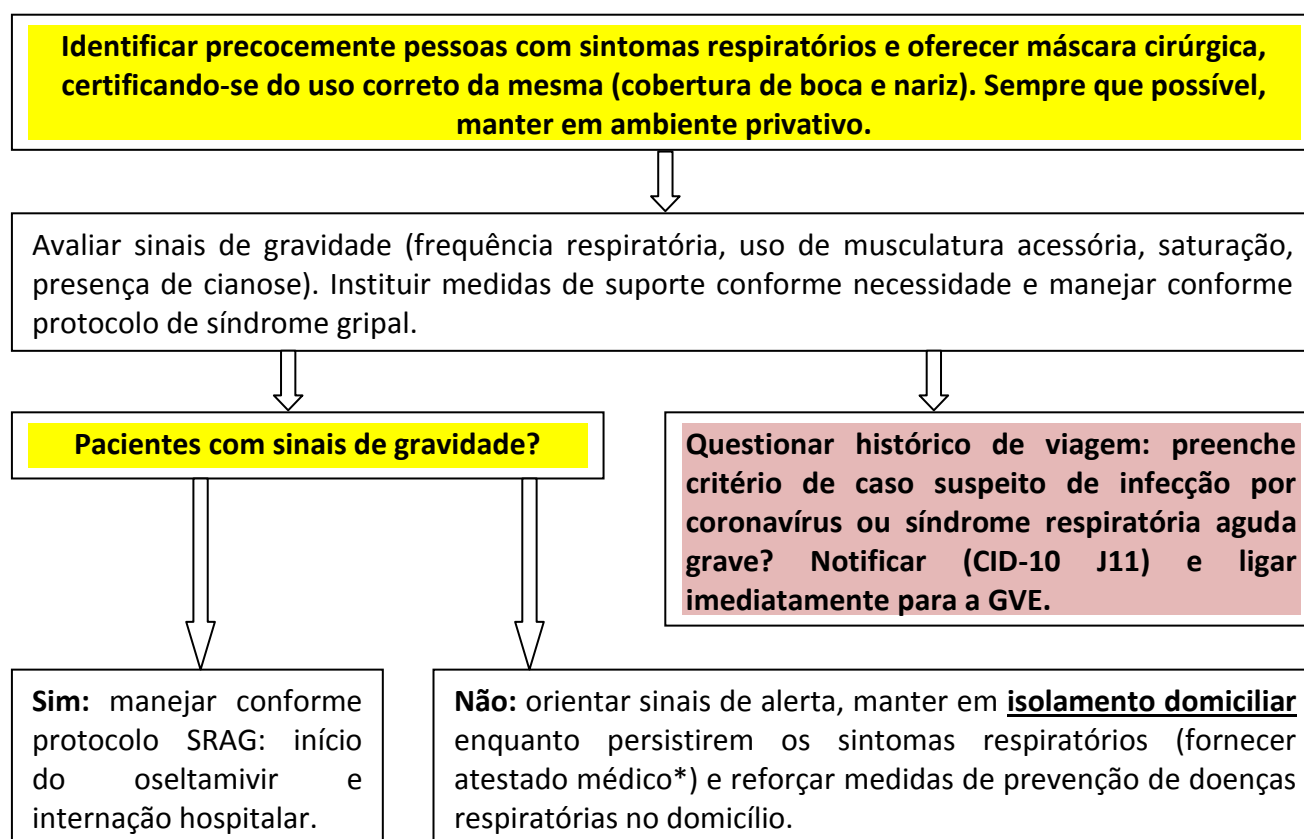 Identificar precocemente pessoas com sintomas respiratórios e oferecer máscara cirúrgica,
certificando-se do uso correto da mesma (cobertura de boca e nariz). Sempre que possível,
manter em ambiente privativo.
Avaliar sinais de gravidade (frequência respiratória, uso de musculatura acessória, saturação,
presença de cianose). Instituir medidas de suporte conforme necessidade e manejar conforme
protocolo de síndrome gripal.
Pacientes com sinais de gravidade?
Questionar histórico de viagem: preenche
critério de caso suspeito de infecção por
coronavírus ou síndrome respiratória aguda
grave? Notificar (CID-10 J11) e ligar
imediatamente para a GVE.
Sim: manejar conforme
protocolo SRAG: início
do oseltamivir e
internação hospitalar.
Não: orientar sinais de alerta, manter em isolamento domiciliar
enquanto persistirem os sintomas respiratórios (fornecer
atestado médico*) e reforçar medidas de prevenção de doenças
respiratórias no domicílio.